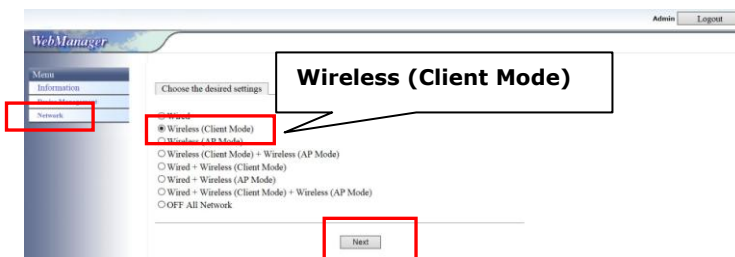 Admin Logout
WebManager
Menu
Information
Network
Choose the desired settings
Wireless (Client Mode)
Wired
Wireless (Client Mode)
Wireless (AP Mode)
Wireless (Client Mode) + Wireless (AP Mode)
Wired + Wireless (Client Mode)
Wired + Wireless (AP Mode)
Wired + Wireless (Client Mode) + Wireless (AP Mode)
OFF All Network
Next